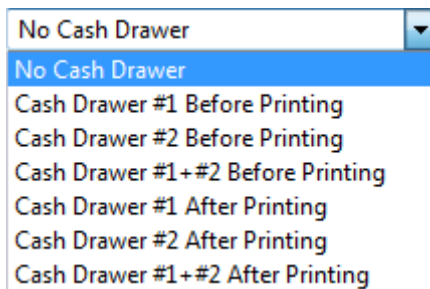 No Cash Drawer
No Cash Drawer
Cash Drawer #1 Before Printing
Cash Drawer #2 Before Printing
Cash Drawer #1+#2 Before Printing
Cash Drawer #1 After Printing
Cash Drawer #2 After Printing
Cash Drawer #1+#2 After Printing